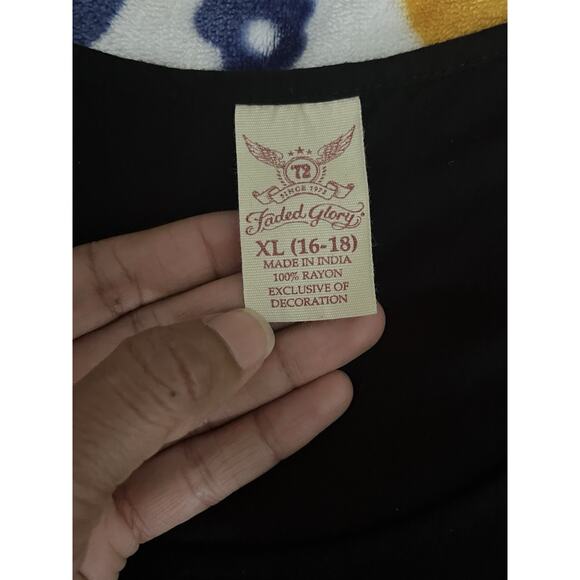 '72
SINCE 1972
Faded Glory®
XL (16-18)
MADE IN INDIA
100% RAYON
EXCLUSIVE OF
DECORATION